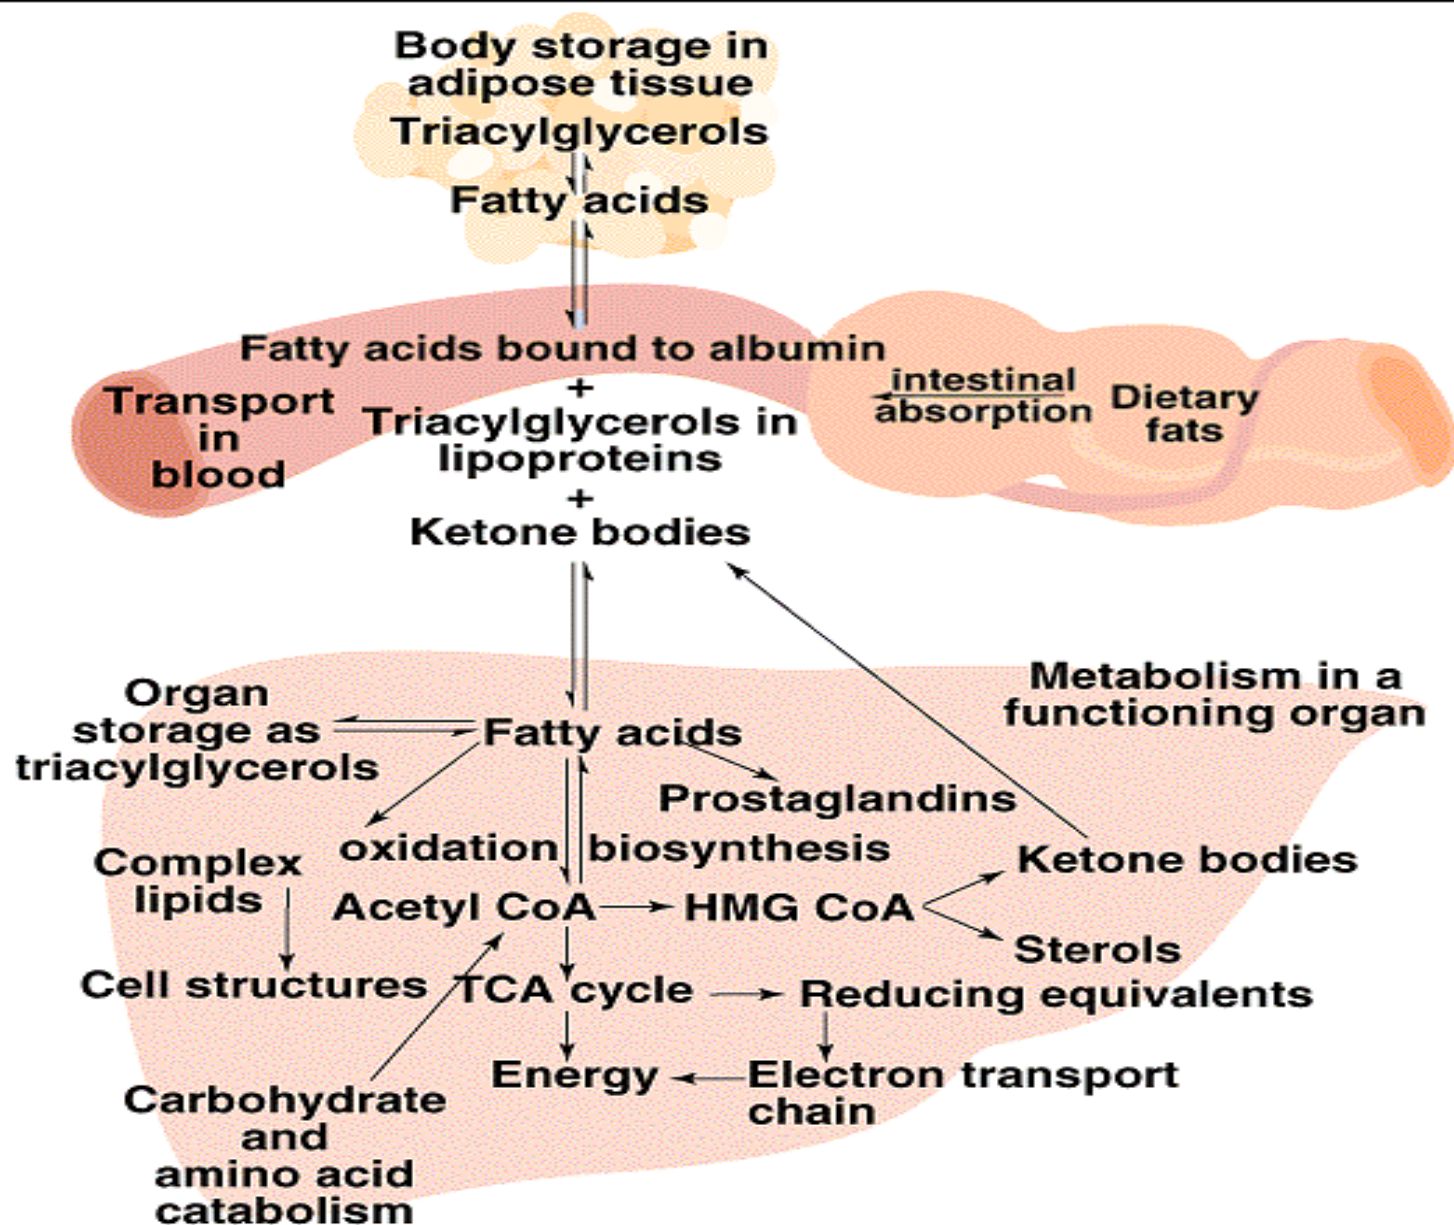 Body storage in
adipose tissue
Triacylglycerols
Fatty acids
Fatty acids bound to albumin
+
Triacylglycerols in
lipoproteins
+
Ketone bodies
Transport
in
blood
intestinal
absorption
Dietary
fats
Metabolism in a
functioning organ
Organ
storage as
triacylglycerols
Fatty acids
Prostaglandins
oxidation
biosynthesis
Complex
lipids
Cell structures
Acetyl CoA
HMG CoA
Ketone bodies
Sterols
TCA cycle
Reducing equivalents
Energy
Electron transport
chain
Carbohydrate
and
amino acid
catabolism